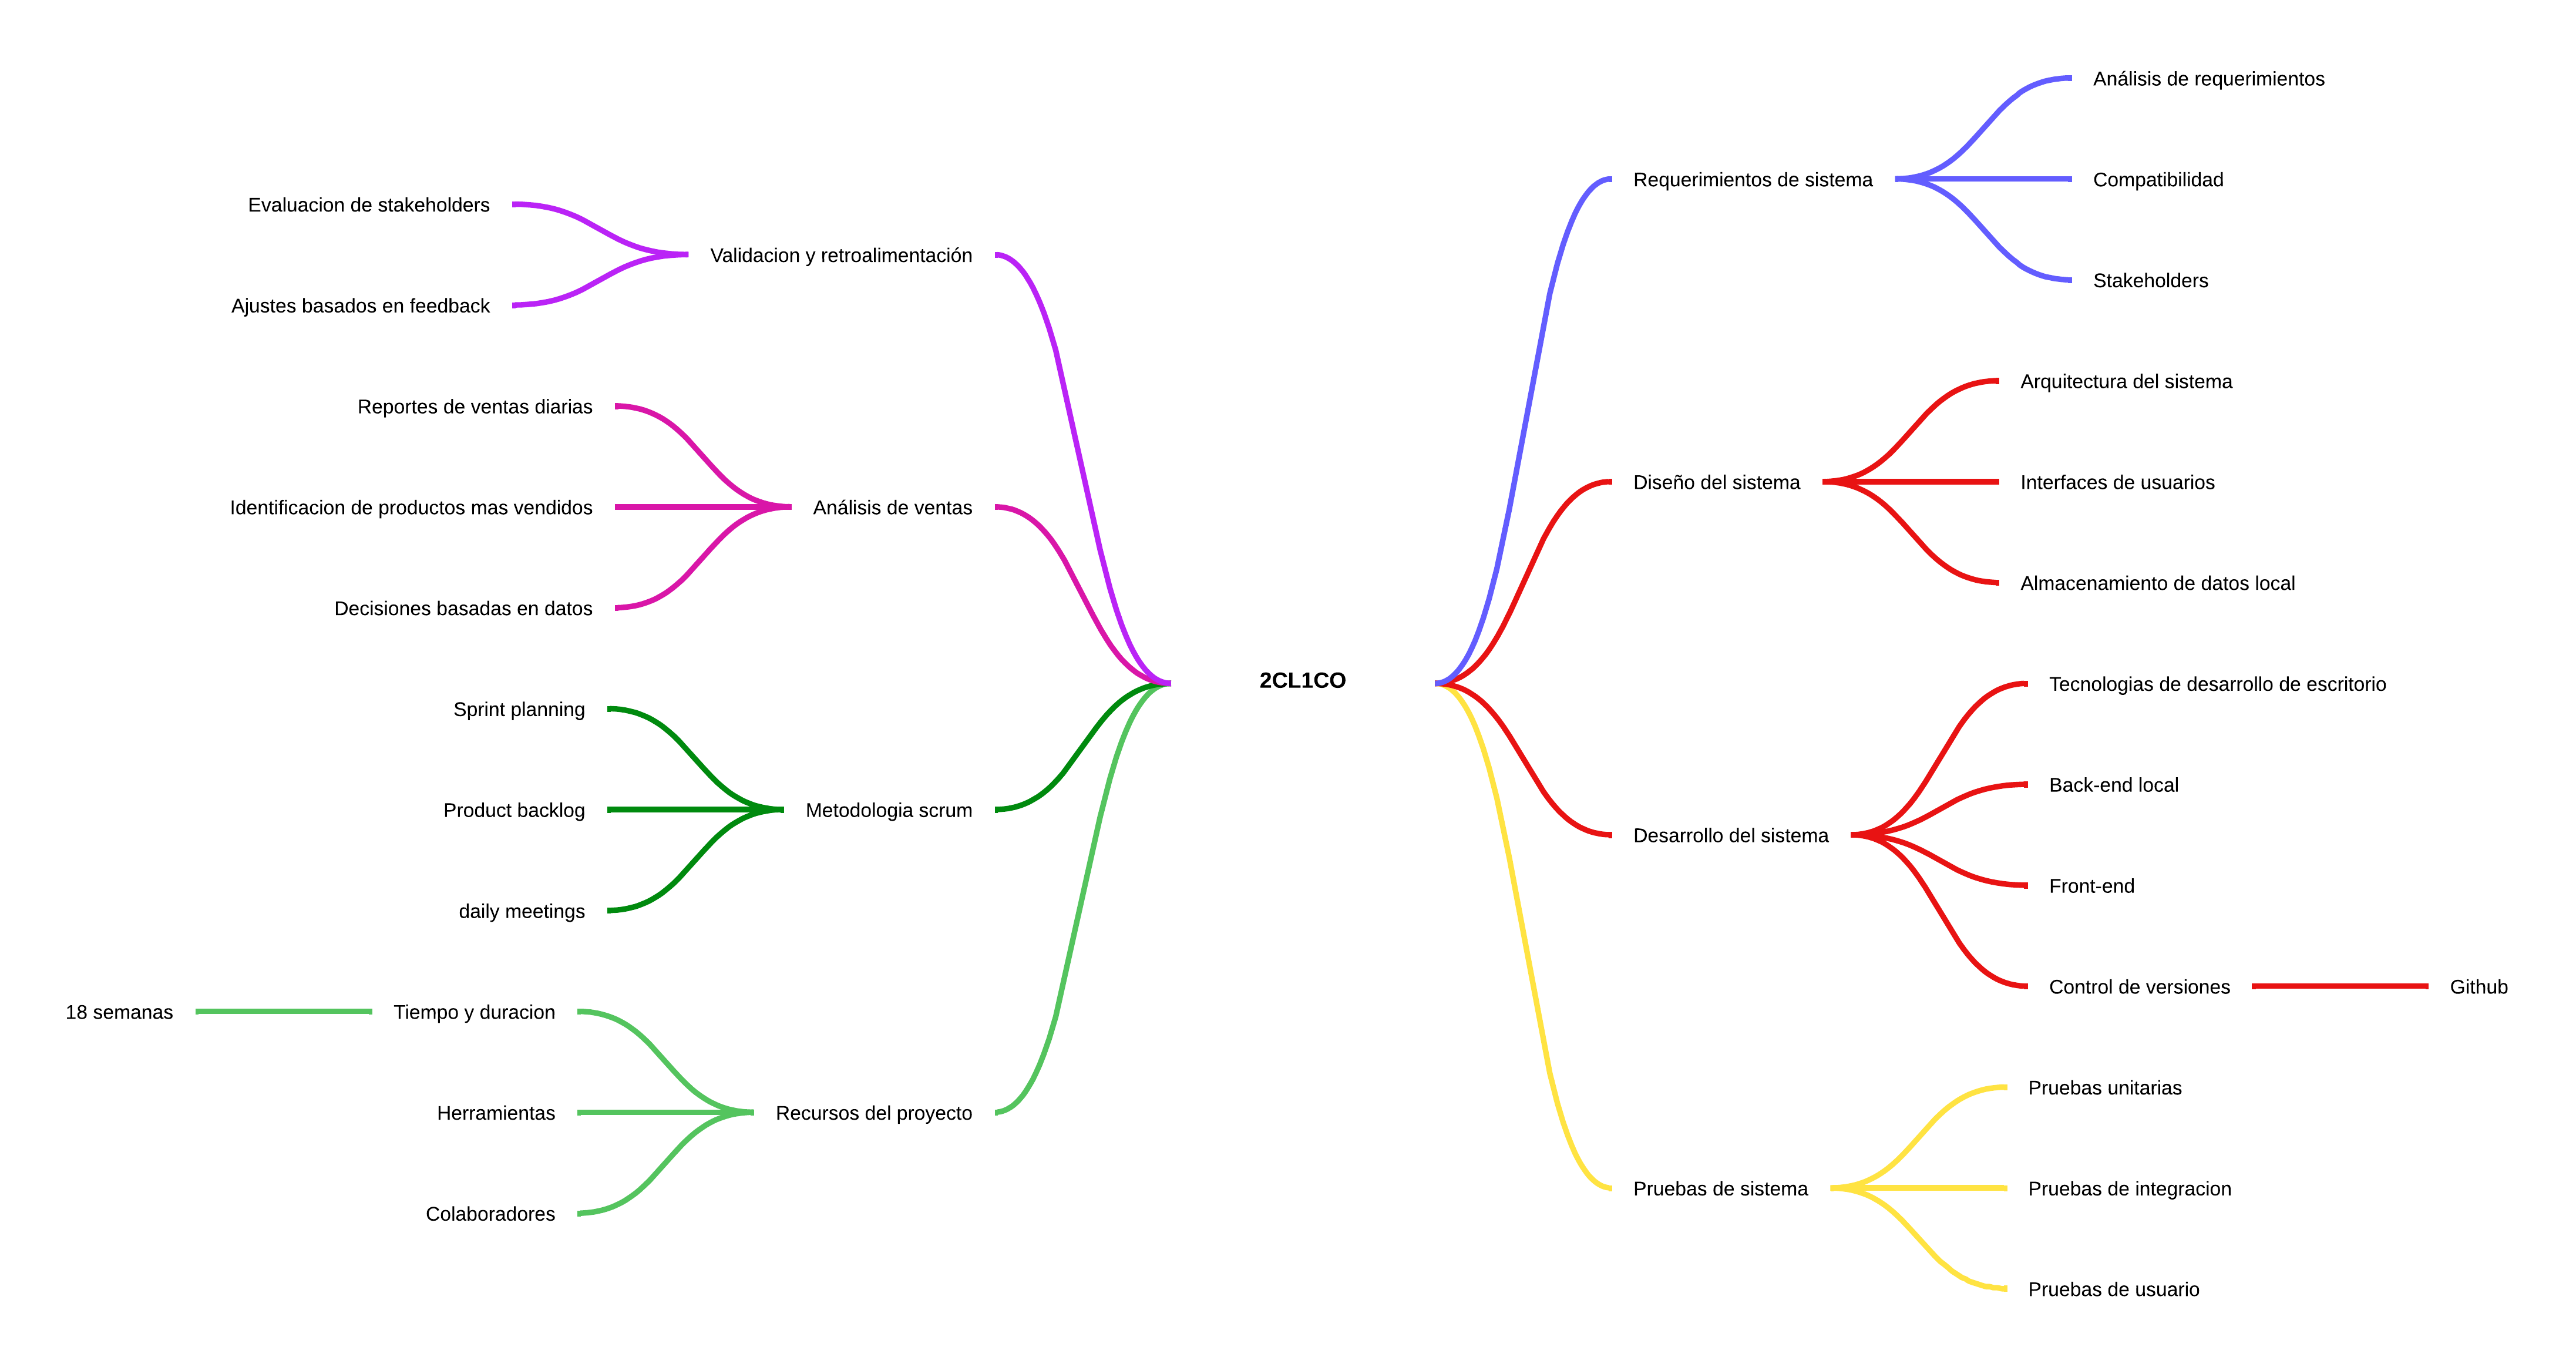 2CL1CO
Requerimientos de sistema
Análisis de requerimientos
Compatibilidad
Stakeholders
Diseño del sistema
Arquitectura del sistema
Interfaces de usuarios
Almacenamiento de datos local
Desarrollo del sistema
Tecnologias de desarrollo de escritorio
Back-end local
Front-end
Control de versiones
Github
Pruebas de sistema
Pruebas unitarias
Pruebas de integracion
Pruebas de usuario
Validacion y retroalimentación
Evaluacion de stakeholders
Ajustes basados en feedback
Análisis de ventas
Reportes de ventas diarias
Identificacion de productos mas vendidos
Decisiones basadas en datos
Metodologia scrum
Sprint planning
Product backlog
daily meetings
Recursos del proyecto
Tiempo y duracion
18 semanas
Herramientas
Colaboradores